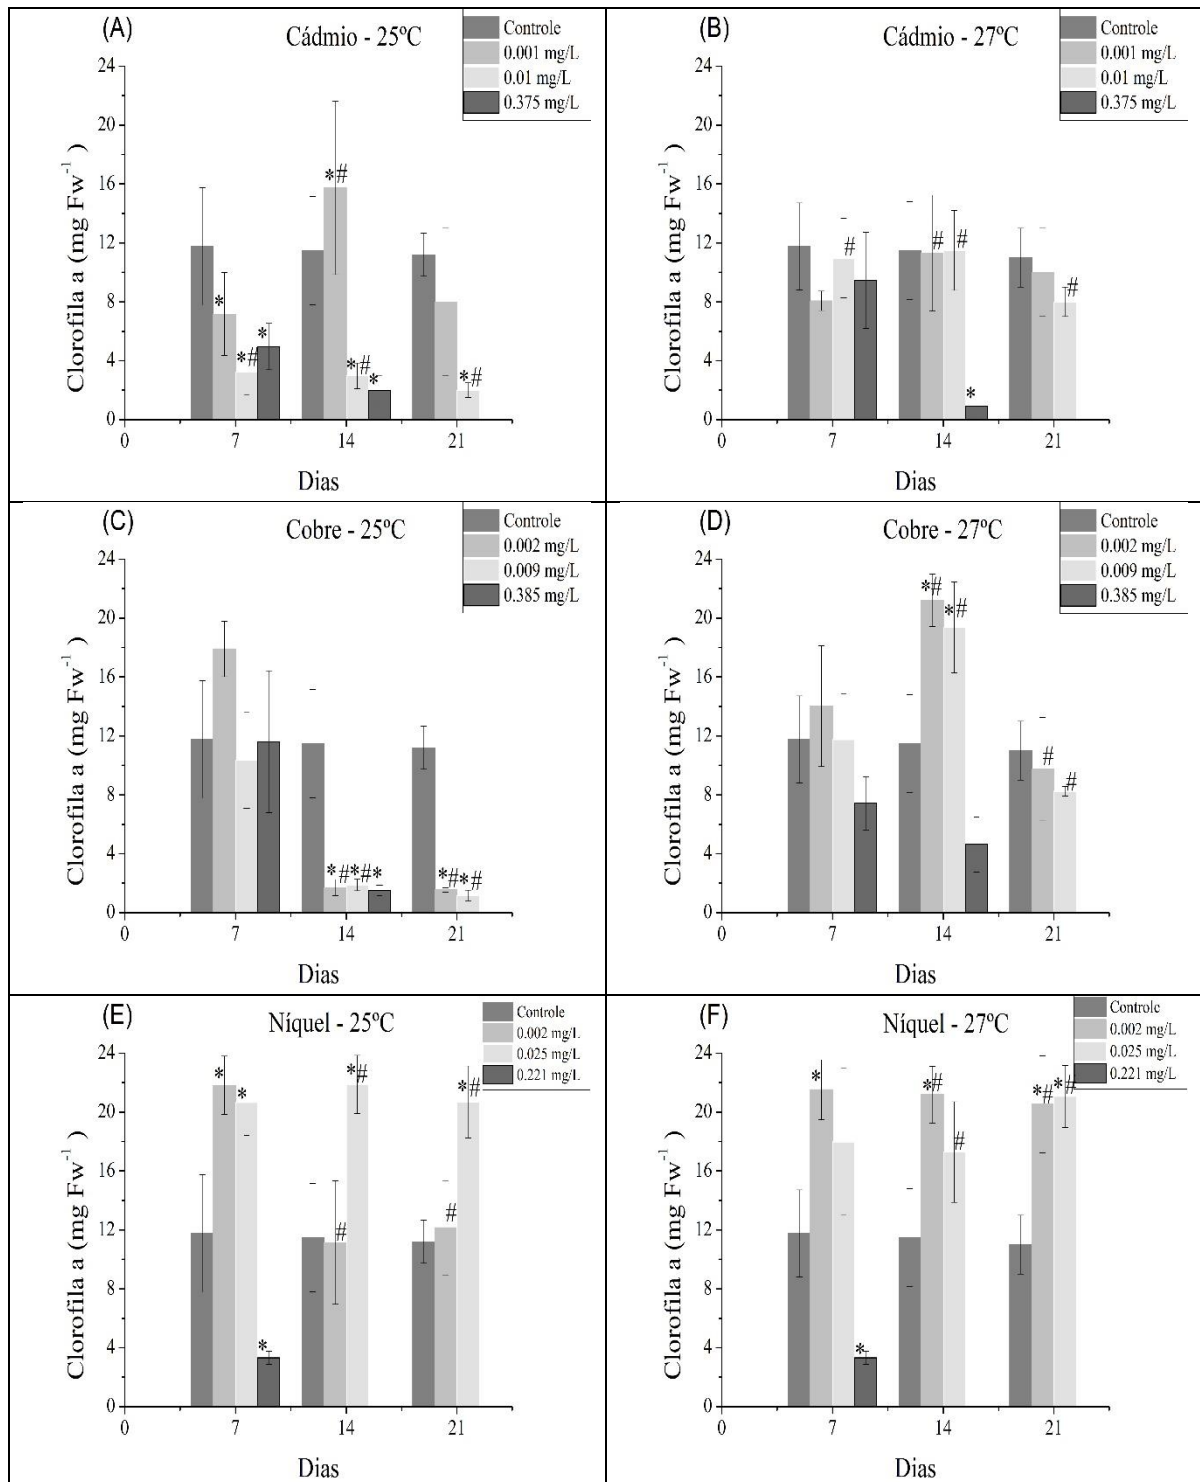 (A)
Cádmio - 25ºC
Controle
0.001 mg/L
0.01 mg/L
0.375 mg/L
Clorofila a (mg Fw⁻¹)
24
20
16
12
8
4
0
* *# * *# *# * *#
0 7 14 21
Dias
(B)
Cádmio - 27ºC
Controle
0.001 mg/L
0.01 mg/L
0.375 mg/L
Clorofila a (mg Fw⁻¹)
24
20
16
12
8
4
0
# # # * #
0 7 14 21
Dias
(C)
Cobre - 25ºC
Controle
0.002 mg/L
0.009 mg/L
0.385 mg/L
Clorofila a (mg Fw⁻¹)
24
20
16
12
8
4
0
*# *# * *# *#
0 7 14 21
Dias
(D)
Cobre - 27ºC
Controle
0.002 mg/L
0.009 mg/L
0.385 mg/L
Clorofila a (mg Fw⁻¹)
24
20
16
12
8
4
0
*# *# # #
0 7 14 21
Dias
(E)
Níquel - 25ºC
Controle
0.002 mg/L
0.025 mg/L
0.221 mg/L
Clorofila a (mg Fw⁻¹)
24
20
16
12
8
4
0
* * * # *# # *#
0 7 14 21
Dias
(F)
Níquel - 27ºC
Controle
0.002 mg/L
0.025 mg/L
0.221 mg/L
Clorofila a (mg Fw⁻¹)
24
20
16
12
8
4
0
* * *# # *# *#
0 7 14 21
Dias